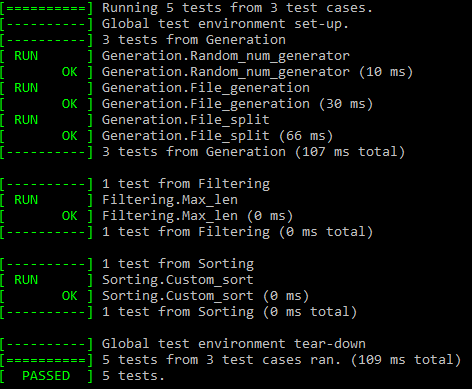 [==========] Running 5 tests from 3 test cases.
[----------] Global test environment set-up.
[----------] 3 tests from Generation
[ RUN      ] Generation.Random_num_generator
[       OK ] Generation.Random_num_generator (10 ms)
[ RUN      ] Generation.File_generation
[       OK ] Generation.File_generation (30 ms)
[ RUN      ] Generation.File_split
[       OK ] Generation.File_split (66 ms)
[----------] 3 tests from Generation (107 ms total)

[----------] 1 test from Filtering
[ RUN      ] Filtering.Max_len
[       OK ] Filtering.Max_len (0 ms)
[----------] 1 test from Filtering (0 ms total)

[----------] 1 test from Sorting
[ RUN      ] Sorting.Custom_sort
[       OK ] Sorting.Custom_sort (0 ms)
[----------] 1 test from Sorting (0 ms total)

[----------] Global test environment tear-down
[==========] 5 tests from 3 test cases ran. (109 ms total)
[  PASSED  ] 5 tests.